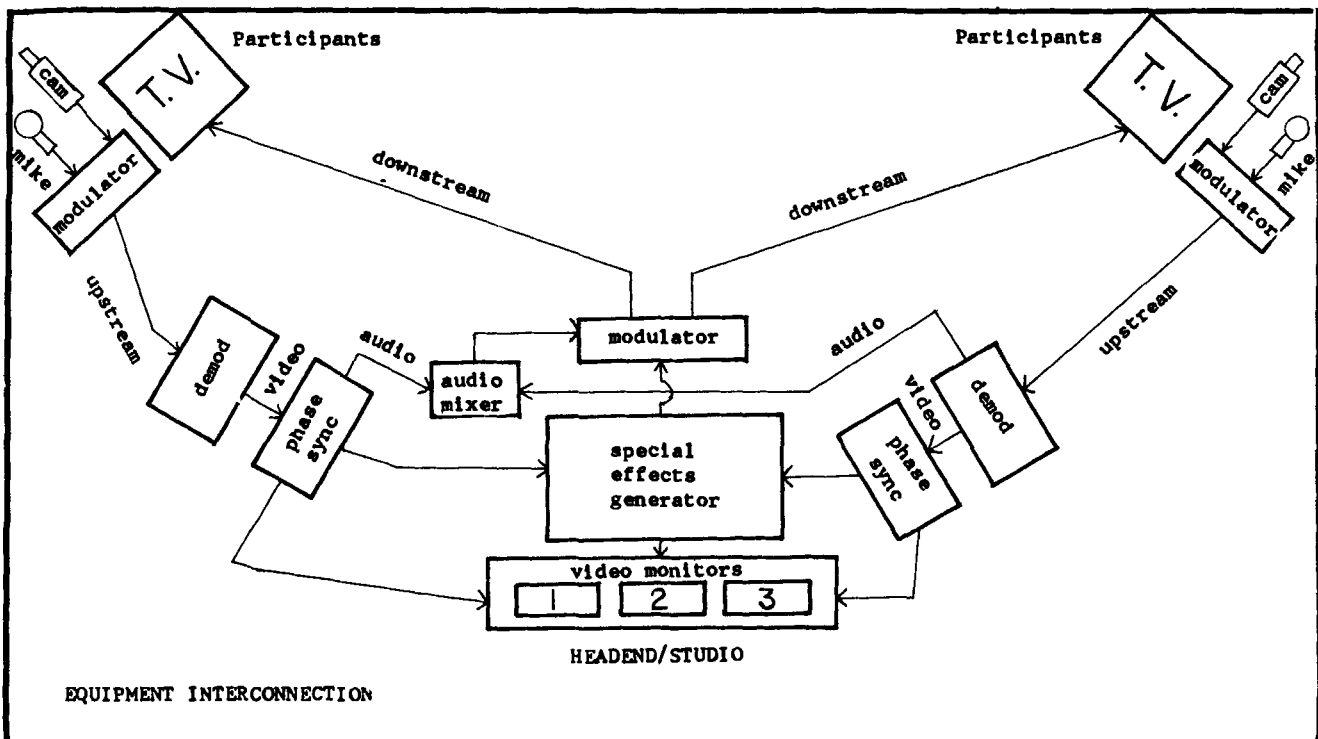 Participants
Participants
T.V.
T.V.
cam
cam
mike
mike
modulator
modulator
downstream
downstream
upstream
upstream
modulator
demod
video
audio
audio
video
demod
phase
sync
audio
mixer
phase
sync
special
effects
generator
video monitors
1 2 3
HEADEND/STUDIO
EQUIPMENT INTERCONNECTION